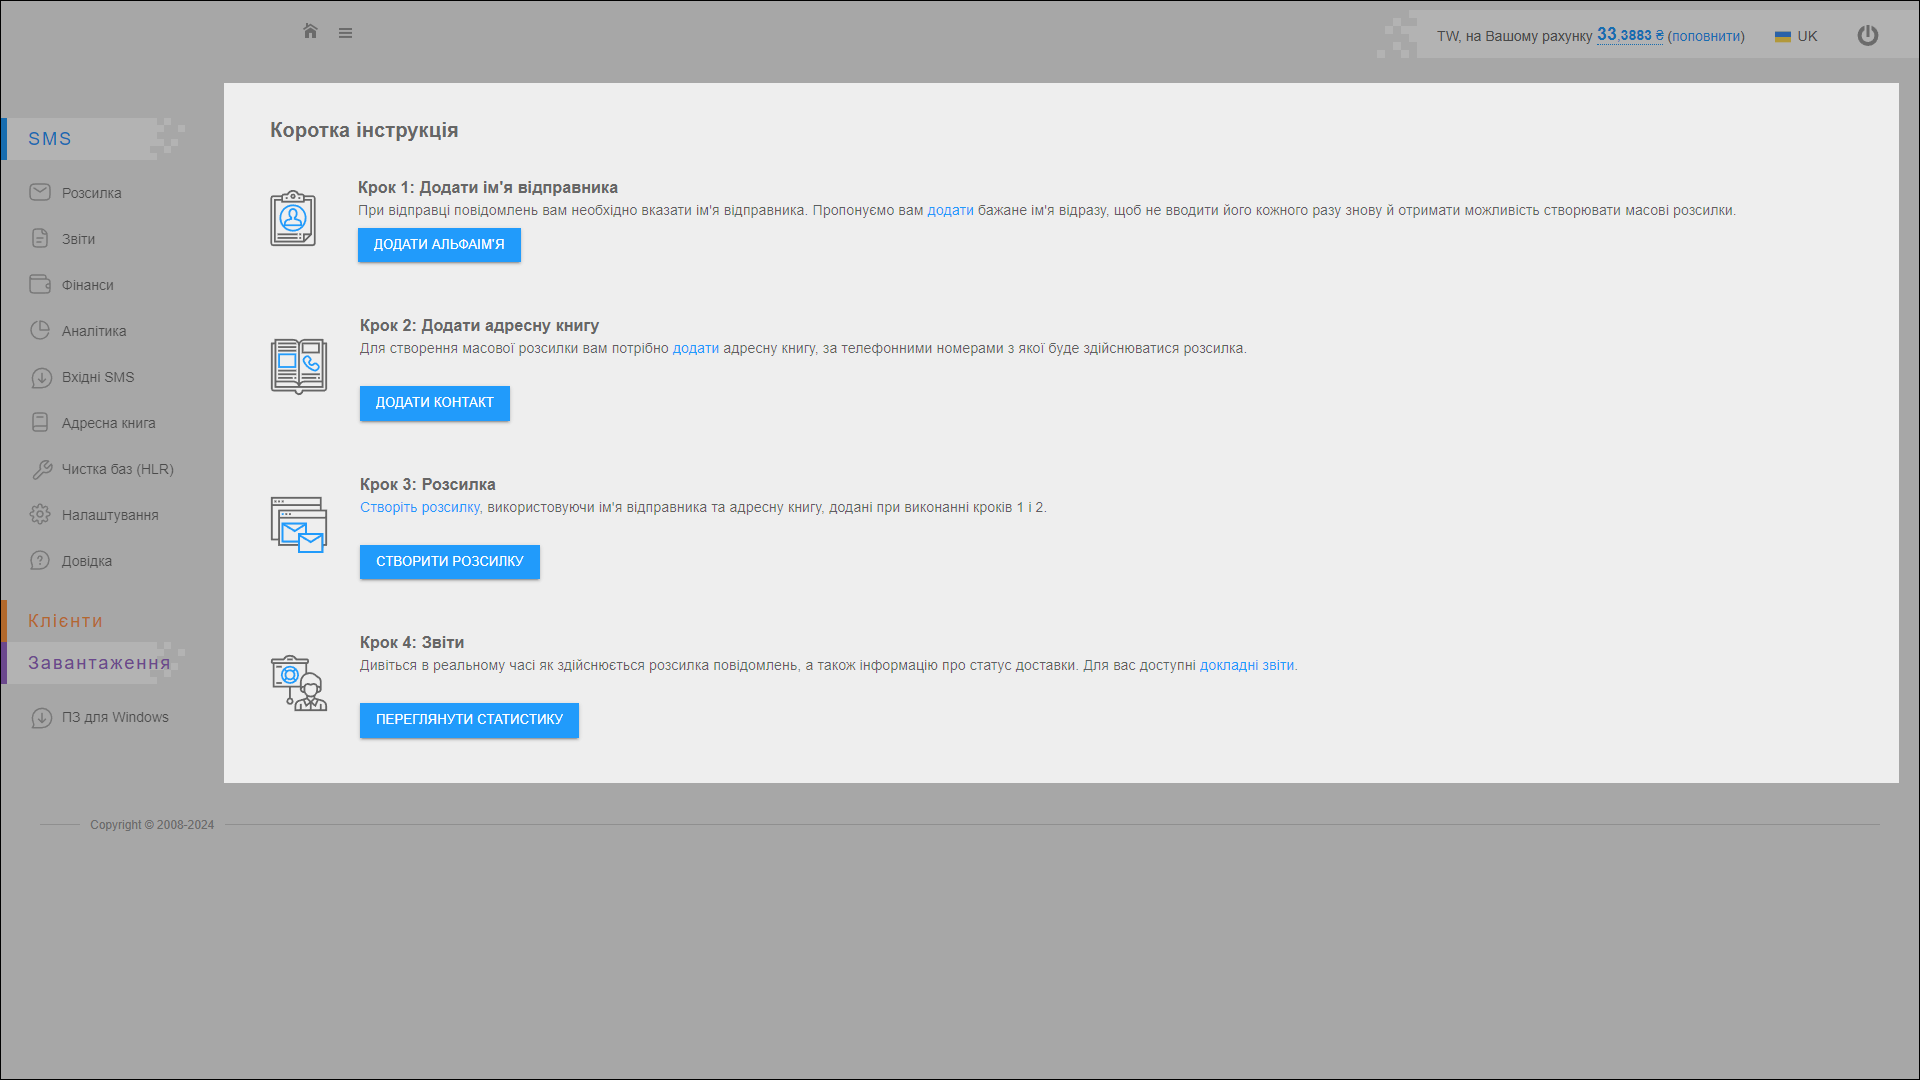 TW, на Вашому рахунку 33,3883 ₴ (поповнити)
UK
SMS
Розсилка
Звіти
Фінанси
Аналітика
Вхідні SMS
Адресна книга
Чистка баз (HLR)
Налаштування
Довідка
Клієнти
Завантаження
ПЗ для Windows
Коротка інструкція
Крок 1: Додати ім'я відправника
При відправці повідомлень вам необхідно вказати ім'я відправника. Пропонуємо вам додати бажане ім'я відразу, щоб не вводити його кожного разу знову й отримати можливість створювати масові розсилки.
ДОДАТИ АЛЬФАІМ'Я
Крок 2: Додати адресну книгу
Для створення масової розсилки вам потрібно додати адресну книгу, за телефонними номерами з якої буде здійснюватися розсилка.
ДОДАТИ КОНТАКТ
Крок 3: Розсилка
Створіть розсилку, використовуючи ім'я відправника та адресну книгу, додані при виконанні кроків 1 і 2.
СТВОРИТИ РОЗСИЛКУ
Крок 4: Звіти
Дивіться в реальному часі як здійснюється розсилка повідомлень, а також інформацію про статус доставки. Для вас доступні докладні звіти.
ПЕРЕГЛЯНУТИ СТАТИСТИКУ
Copyright © 2008-2024